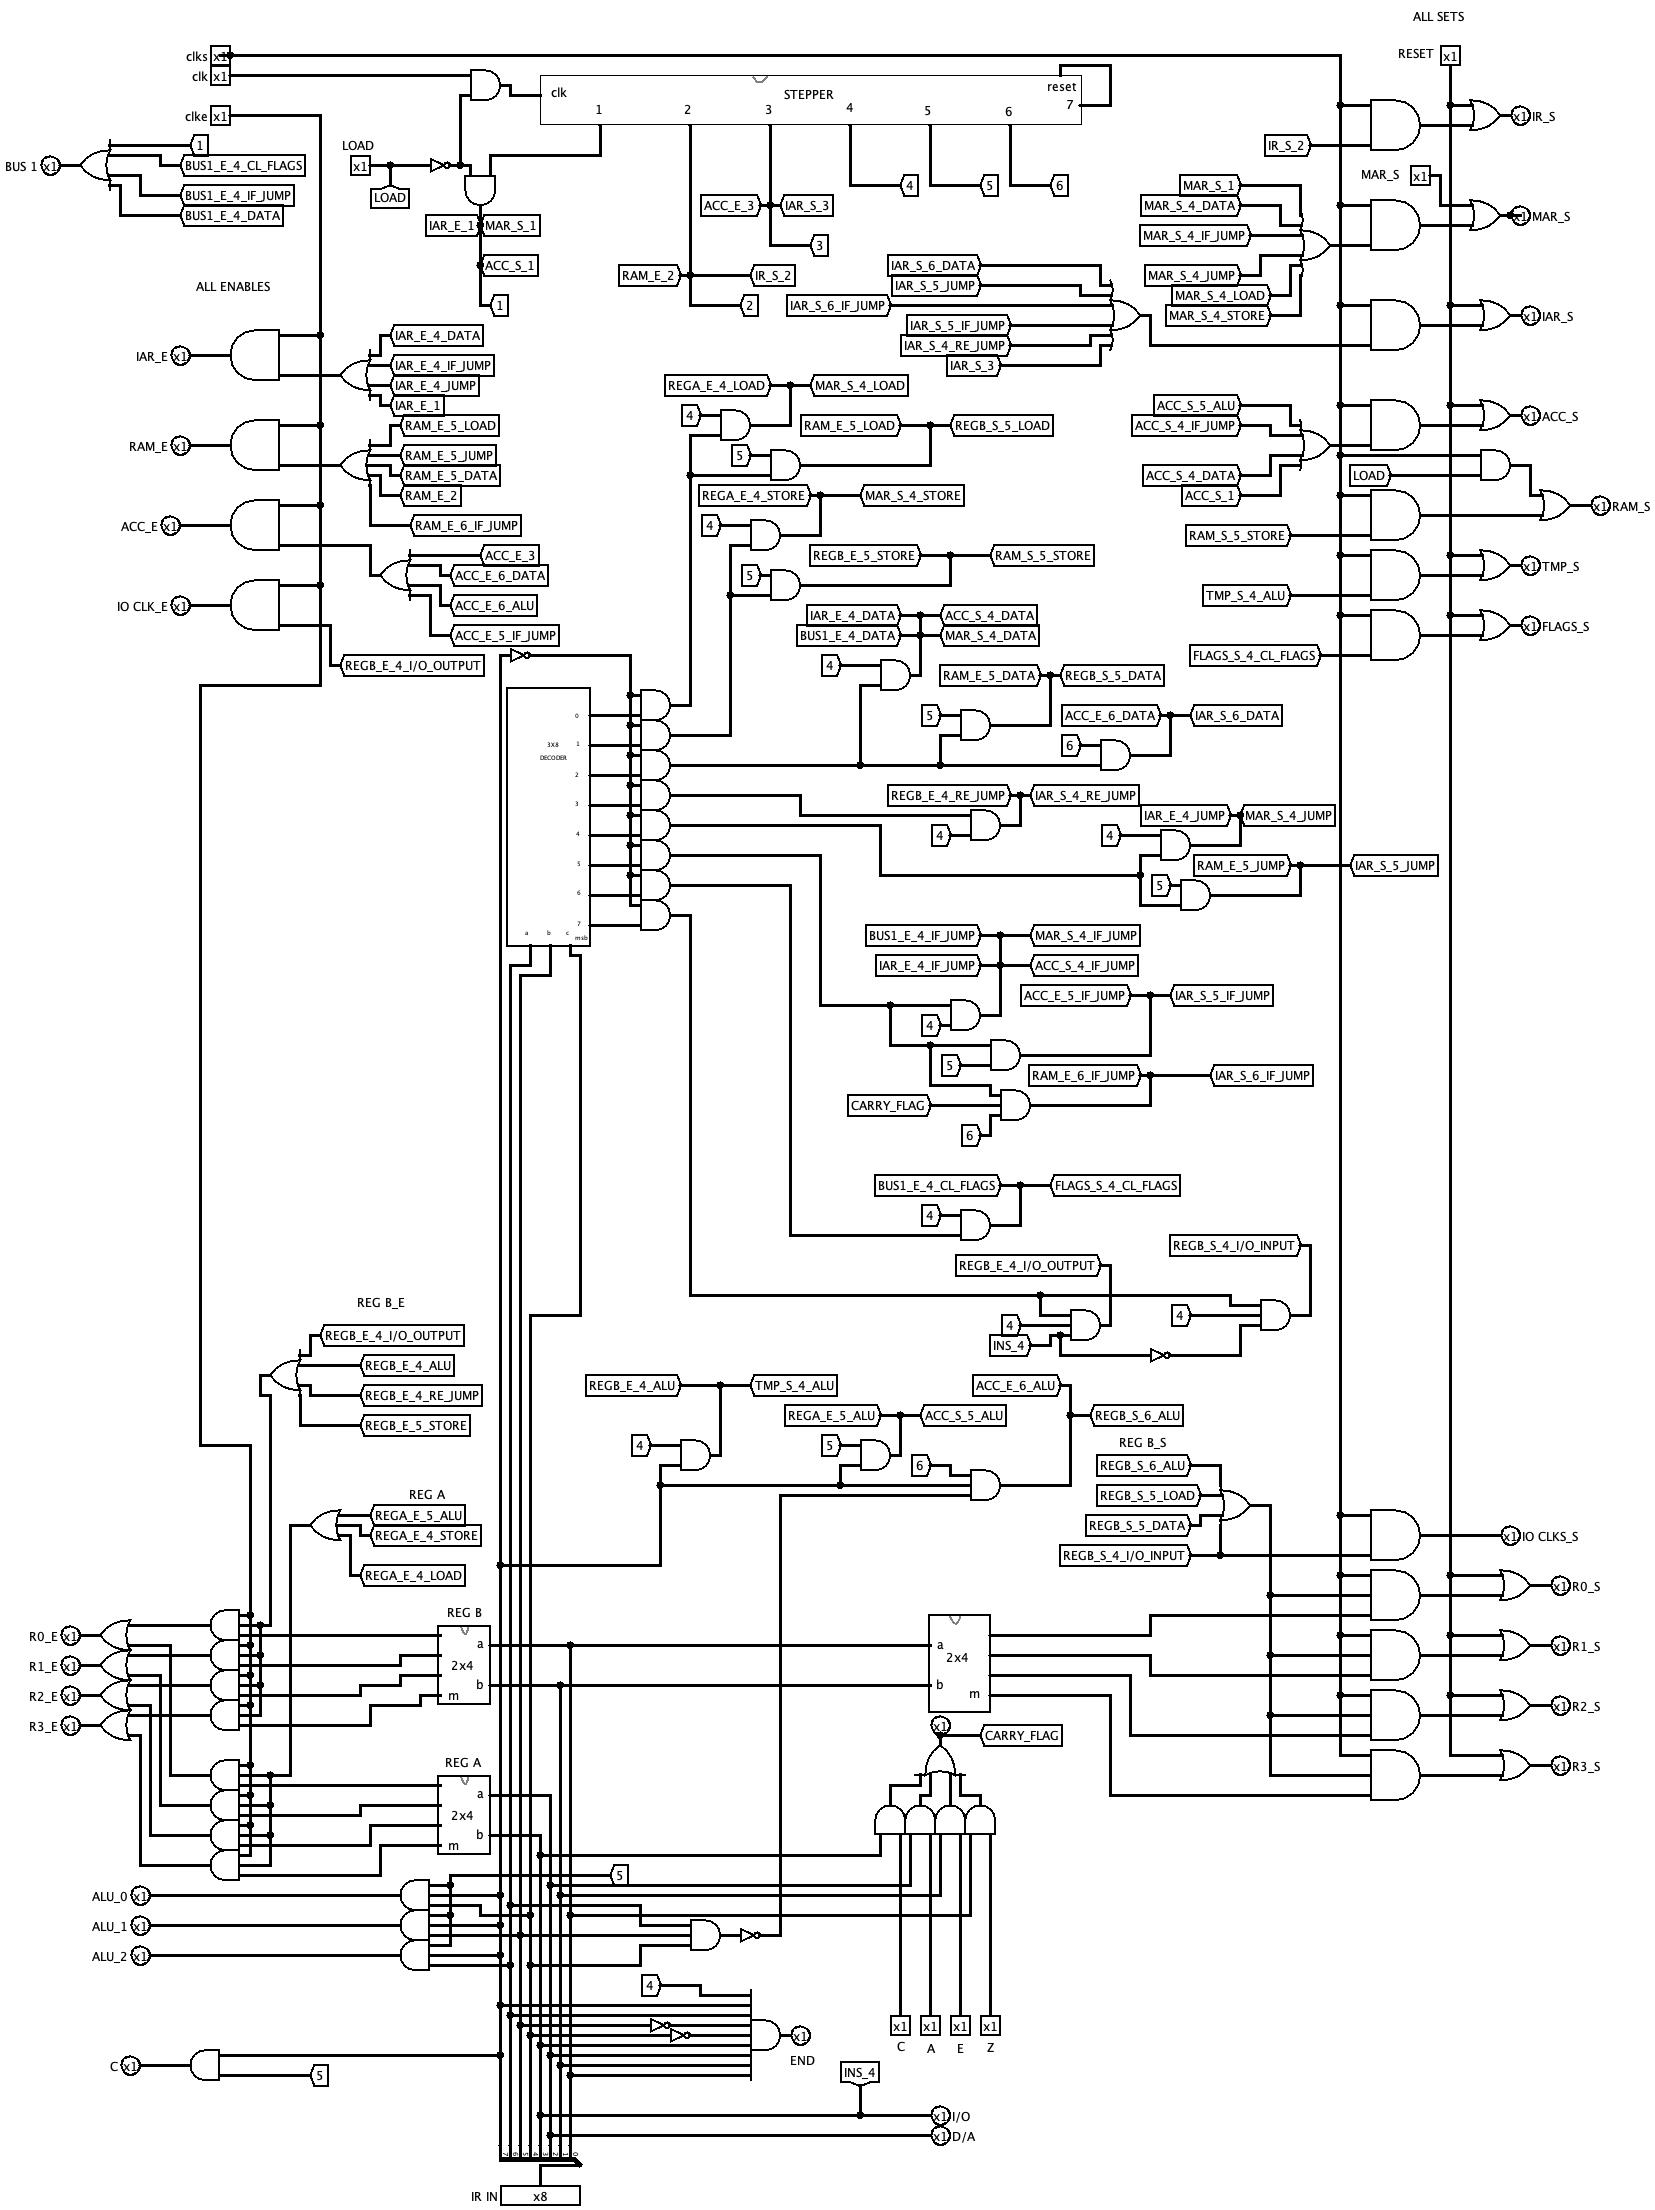 ALL SETS
clks x1
RESET x1
clk x1
STEPPER
clk
reset
1 2 3 4 5 6 7
clke x1
x1 IR_S
IR_S_2
1
LOAD
x1
LOAD
BUS 1 x1
BUS1_E_4_CL_FLAGS
BUS1_E_4_IF_JUMP
BUS1_E_4_DATA
4
5
6
MAR_S x1
MAR_S_1
MAR_S_4_DATA
MAR_S_4_IF_JUMP
MAR_S_4_JUMP
MAR_S_4_LOAD
MAR_S_4_STORE
x1 MAR_S
ACC_E_3
IAR_S_3
3
IAR_E_1
MAR_S_1
ACC_S_1
1
RAM_E_2
IR_S_2
2
IAR_S_6_DATA
IAR_S_5_JUMP
IAR_S_6_IF_JUMP
IAR_S_5_IF_JUMP
IAR_S_4_RE_JUMP
IAR_S_3
x1 IAR_S
ALL ENABLES
IAR_E x1
IAR_E_4_DATA
IAR_E_4_IF_JUMP
IAR_E_4_JUMP
IAR_E_1
RAM_E x1
RAM_E_5_LOAD
RAM_E_5_JUMP
RAM_E_5_DATA
RAM_E_2
RAM_E_6_IF_JUMP
ACC_E x1
ACC_E_3
ACC_E_6_DATA
ACC_E_6_ALU
ACC_E_5_IF_JUMP
IO CLK_E x1
REGB_E_4_I/O_OUTPUT
REGA_E_4_LOAD
MAR_S_4_LOAD
4
RAM_E_5_LOAD
REGB_S_5_LOAD
5
REGA_E_4_STORE
MAR_S_4_STORE
4
REGB_E_5_STORE
RAM_S_5_STORE
5
ACC_S_5_ALU
ACC_S_4_IF_JUMP
ACC_S_4_DATA
ACC_S_1
x1 ACC_S
LOAD
x1 RAM_S
RAM_S_5_STORE
x1 TMP_S
TMP_S_4_ALU
x1 FLAGS_S
FLAGS_S_4_CL_FLAGS
IAR_E_4_DATA
ACC_S_4_DATA
BUS1_E_4_DATA
MAR_S_4_DATA
4
RAM_E_5_DATA
REGB_S_5_DATA
5
ACC_E_6_DATA
IAR_S_6_DATA
6
3X8
DECODER
0
1
2
3
4
5
6
7
a b c
msb
REGB_E_4_RE_JUMP
IAR_S_4_RE_JUMP
4
IAR_E_4_JUMP
MAR_S_4_JUMP
4
RAM_E_5_JUMP
IAR_S_5_JUMP
5
BUS1_E_4_IF_JUMP
MAR_S_4_IF_JUMP
IAR_E_4_IF_JUMP
ACC_S_4_IF_JUMP
4
ACC_E_5_IF_JUMP
IAR_S_5_IF_JUMP
5
RAM_E_6_IF_JUMP
IAR_S_6_IF_JUMP
CARRY_FLAG
6
BUS1_E_4_CL_FLAGS
FLAGS_S_4_CL_FLAGS
4
REGB_S_4_I/O_INPUT
REGB_E_4_I/O_OUTPUT
4
4
INS_4
REG B_E
REGB_E_4_I/O_OUTPUT
REGB_E_4_ALU
REGB_E_4_RE_JUMP
REGB_E_5_STORE
REGB_E_4_ALU
TMP_S_4_ALU
4
REGA_E_5_ALU
ACC_S_5_ALU
5
ACC_E_6_ALU
REGB_S_6_ALU
6
REG B_S
REGB_S_6_ALU
REGB_S_5_LOAD
REGB_S_5_DATA
REGB_S_4_I/O_INPUT
REG A
REGA_E_5_ALU
REGA_E_4_STORE
REGA_E_4_LOAD
x1 IO CLKS_S
x1 R0_S
x1 R1_S
x1 R2_S
x1 R3_S
R0_E x1
R1_E x1
R2_E x1
R3_E x1
REG B
a
2x4
b
m
a
2x4
b
m
REG A
a
2x4
b
m
x1
CARRY_FLAG
5
ALU_0 x1
ALU_1 x1
ALU_2 x1
4
x1
END
x1 x1 x1 x1
C A E Z
C x1
5
INS_4
x1 I/O
x1 D/A
7 6 5 4 3 2 1 0
IR IN x8